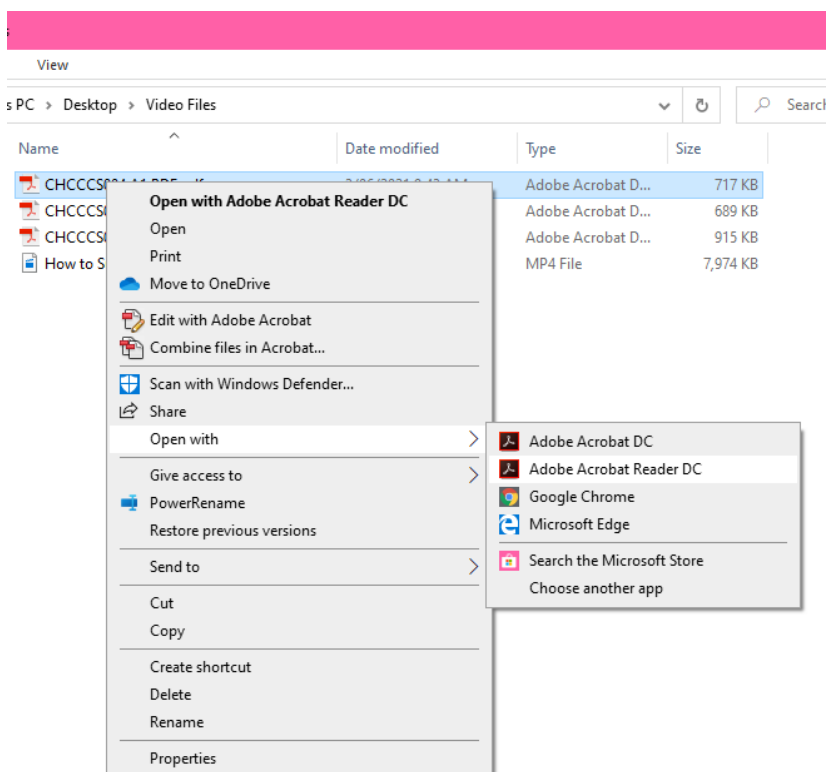 View
s PC > Desktop > Video Files
Search
Name Date modified Type Size
Adobe Acrobat D... 717 KB
CHCCCS Adobe Acrobat D... 689 KB
CHCCCS Adobe Acrobat D... 915 KB
How to S MP4 File 7,974 KB
Open with Adobe Acrobat Reader DC
Open
Print
Move to OneDrive
Edit with Adobe Acrobat
Combine files in Acrobat...
Scan with Windows Defender...
Share
Open with
Adobe Acrobat DC
Adobe Acrobat Reader DC
Google Chrome
Microsoft Edge
Search the Microsoft Store
Choose another app
Give access to
PowerRename
Restore previous versions
Send to
Cut
Copy
Create shortcut
Delete
Rename
Properties